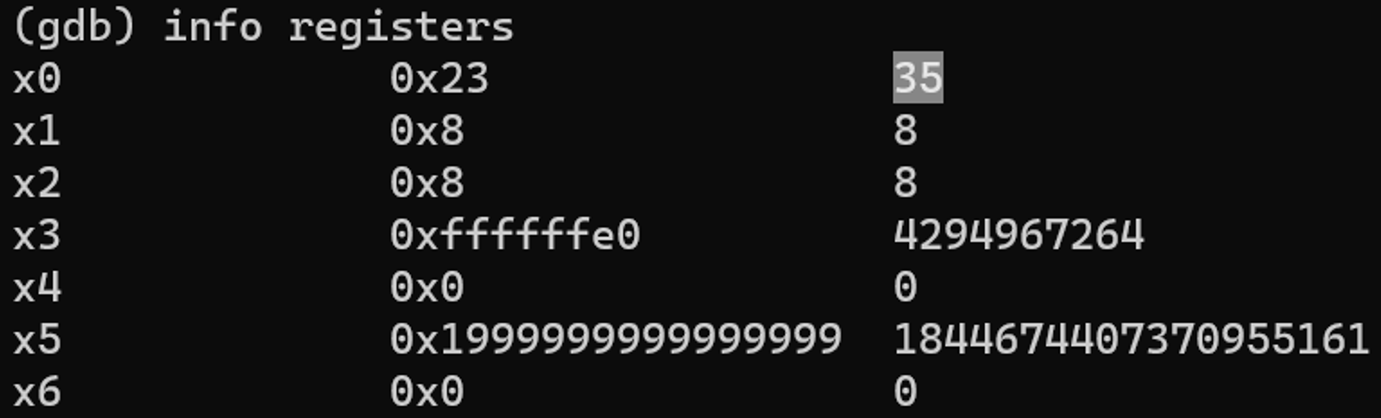 (gdb) info registers
x0 0x23 35
x1 0x8 8
x2 0x8 8
x3 0xffffffe0 4294967264
x4 0x0 0
x5 0x1999999999999999 1844674407370955161
x6 0x0 0